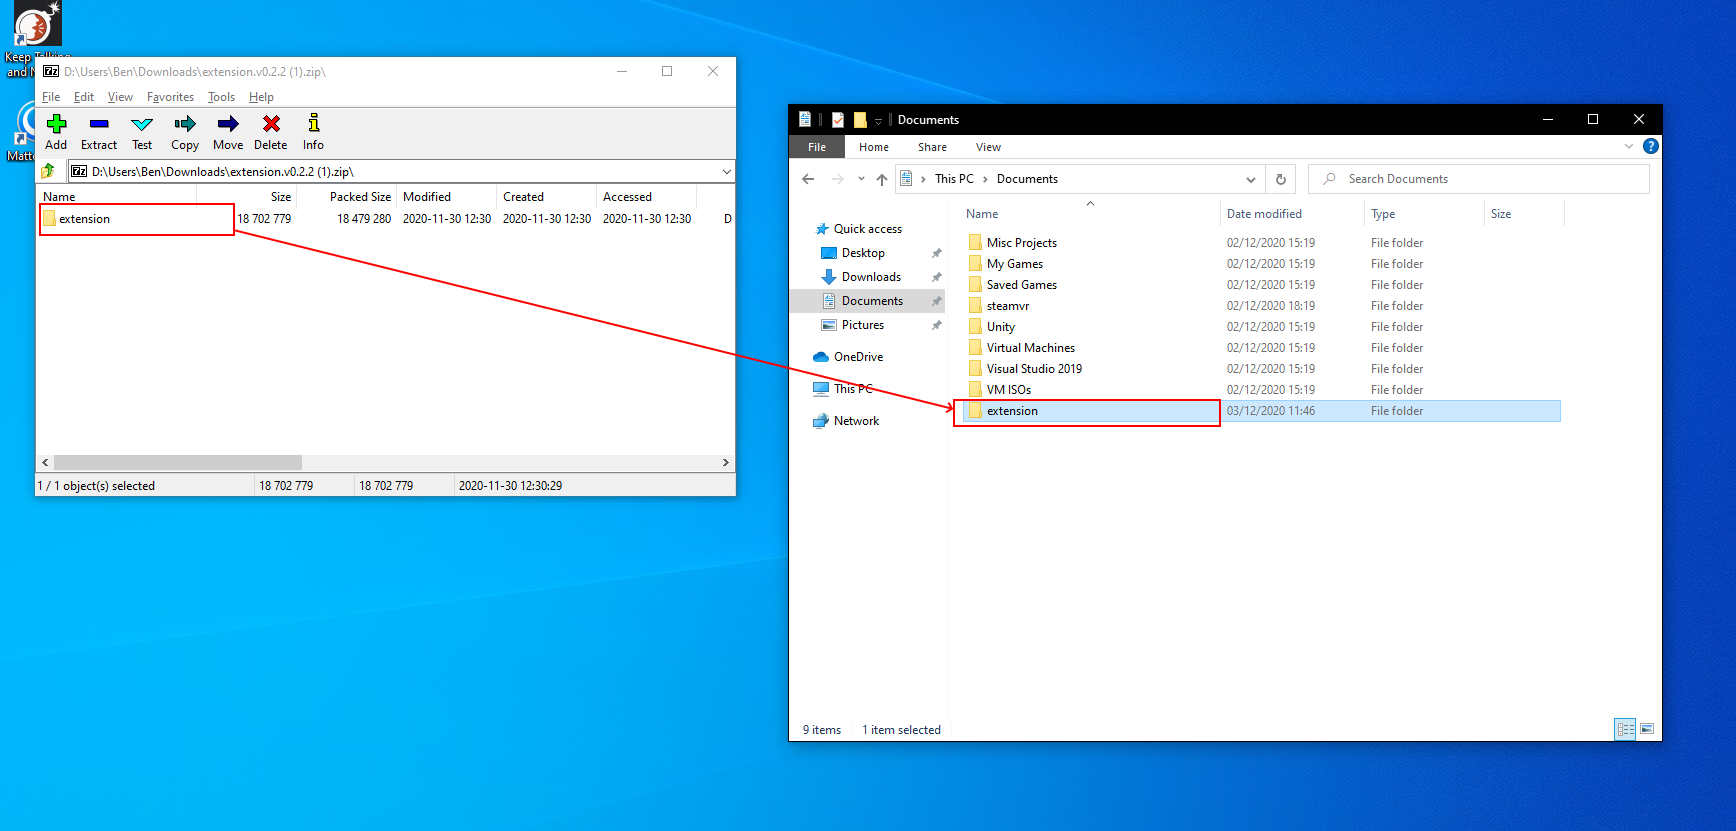 Keep Talking
and
Matte
D:\Users\Ben\Downloads\extension.v0.2.2 (1).zip\
File Edit View Favorites Tools Help
Add Extract Test Copy Move Delete Info
D:\Users\Ben\Downloads\extension.v0.2.2 (1).zip\
Name Size Packed Size Modified Created Accessed
extension 18 702 779 18 479 280 2020-11-30 12:30 2020-11-30 12:30 2020-11-30 12:30 D
1 / 1 object(s) selected 18 702 779 18 702 779 2020-11-30 12:30:29
Documents
File Home Share View
This PC Documents Search Documents
Quick access
Desktop
Downloads
Documents
Pictures
OneDrive
This PC
Network
Name Date modified Type Size
Misc Projects 02/12/2020 15:19 File folder
My Games 02/12/2020 15:19 File folder
Saved Games 02/12/2020 15:19 File folder
steamvr 02/12/2020 18:19 File folder
Unity 02/12/2020 15:19 File folder
Virtual Machines 02/12/2020 15:19 File folder
Visual Studio 2019 02/12/2020 15:19 File folder
VM ISOs 02/12/2020 15:19 File folder
extension 03/12/2020 11:46 File folder
9 items 1 item selected